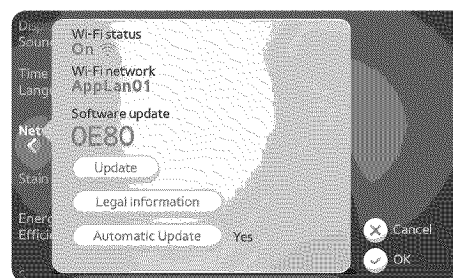 Wi-Fi status
On
Wi-Fi network
AppLan01
Software update
0E80
Update
Legal information
Automatic Update Yes
Time
Cancel
OK